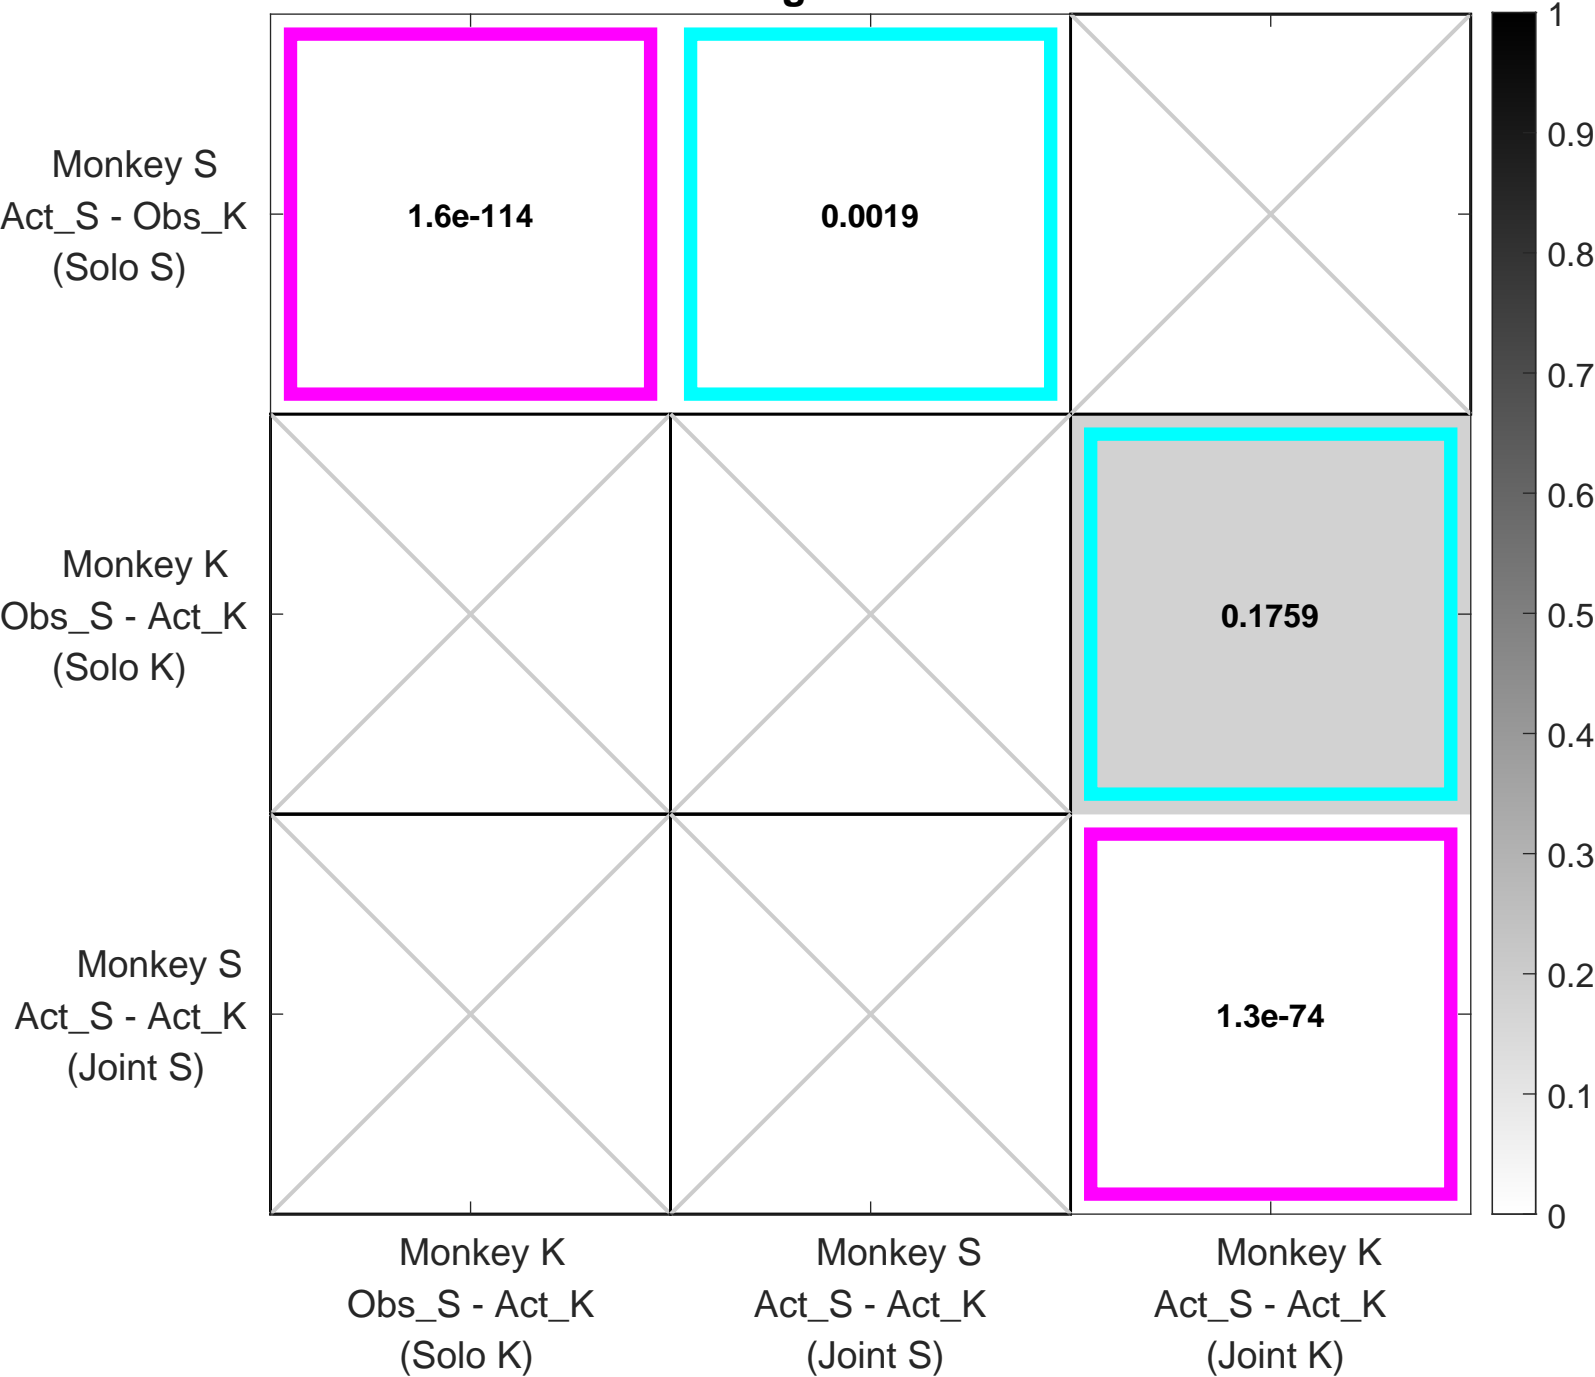 1
0.9
0.8
0.7
0.6
0.5
0.4
0.3
0.2
0.1
0
Monkey S
Act_S - Obs_K
(Solo S)
1.6e-114
0.0019
Monkey K
Obs_S - Act_K
(Solo K)
0.1759
Monkey S
Act_S - Act_K
(Joint S)
1.3e-74
Monkey K
Obs_S - Act_K
(Solo K)
Monkey S
Act_S - Act_K
(Joint S)
Monkey K
Act_S - Act_K
(Joint K)